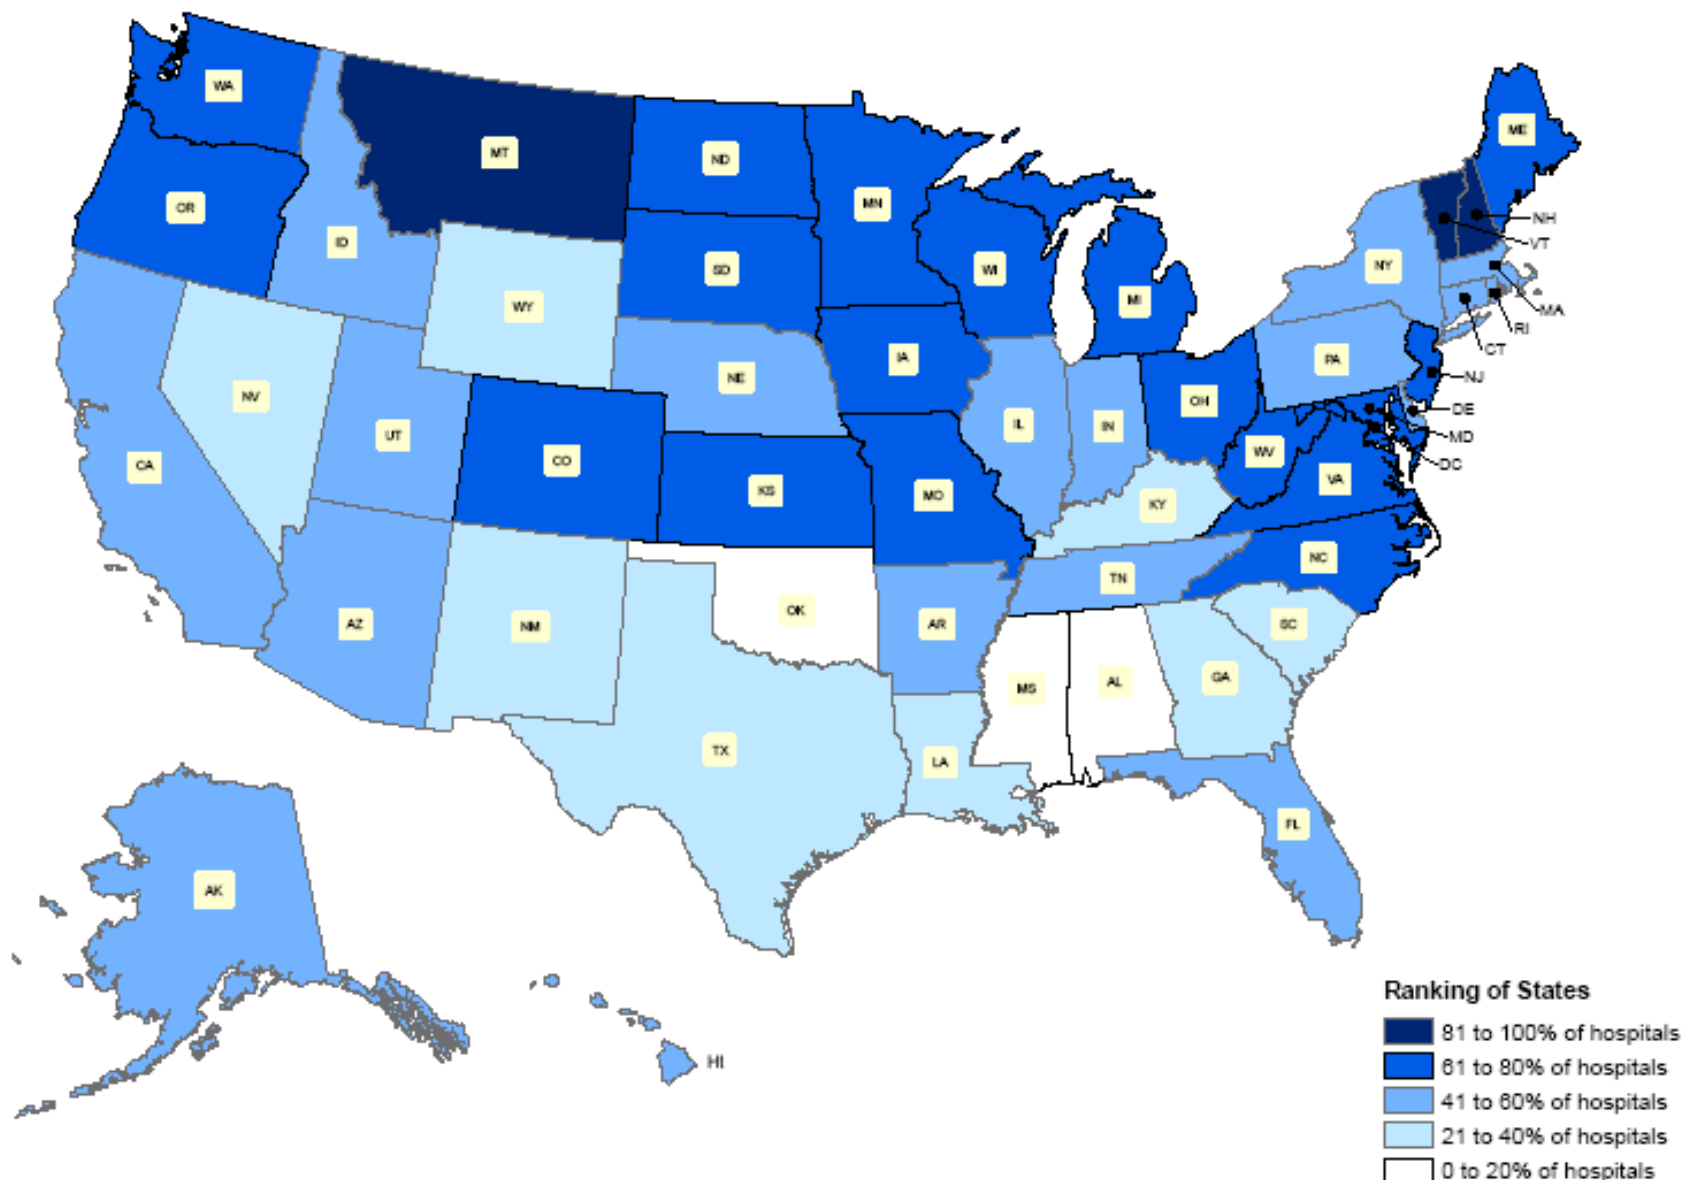 WA
MT
ND
ME
OR
MN
NH
ID
SD
WI
NY
VT
WY
MI
MA
RI
CT
IA
PA
NJ
NV
NE
OH
DE
UT
IL
IN
MD
CA
CO
WV
DC
KS
MO
VA
KY
NC
TN
AZ
NM
OK
AR
SC
MS
AL
GA
TX
LA
FL
AK
HI
Ranking of States
81 to 100% of hospitals
61 to 80% of hospitals
41 to 60% of hospitals
21 to 40% of hospitals
0 to 20% of hospitals